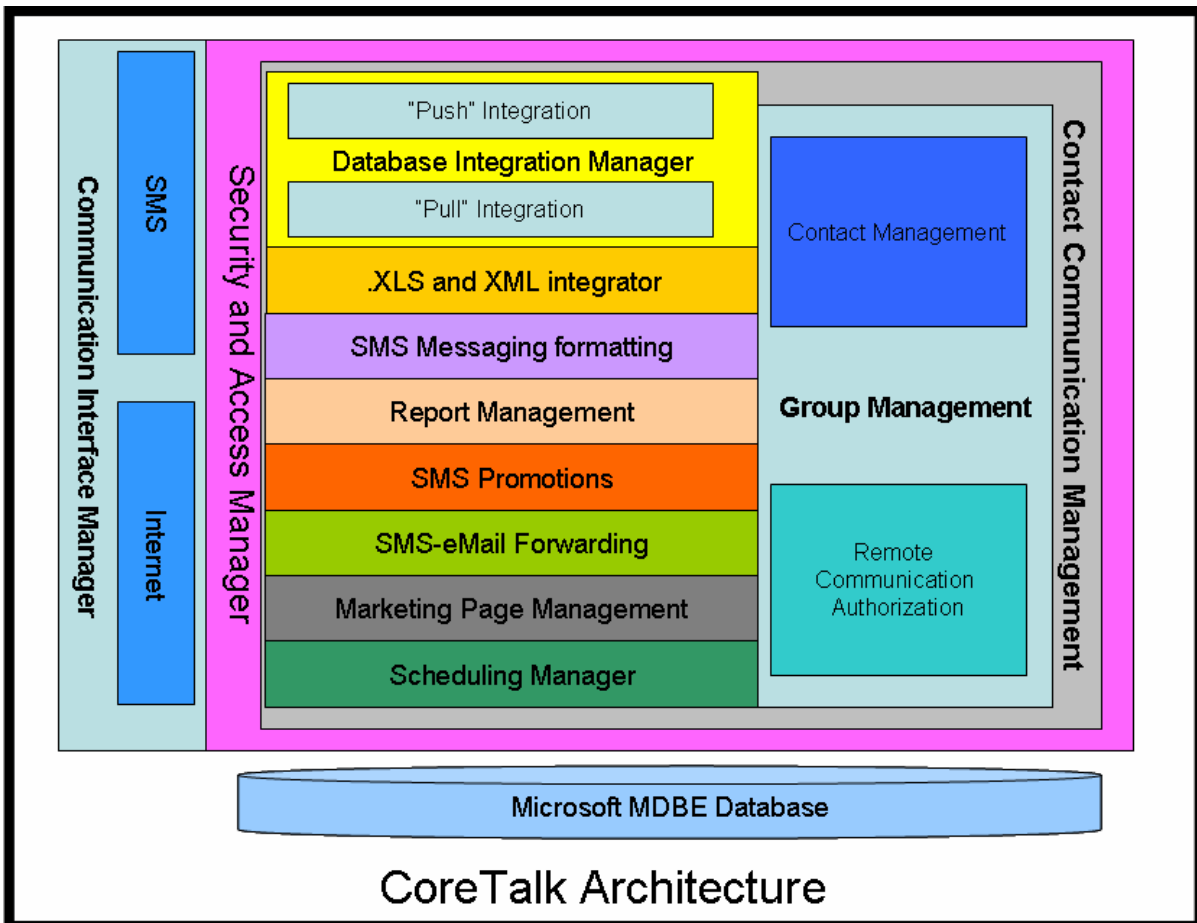 Communication Interface Manager
SMS
Internet
Security and Access Manager
"Push" Integration
Database Integration Manager
"Pull" Integration
.XLS and XML integrator
SMS Messaging formatting
Report Management
SMS Promotions
SMS-eMail Forwarding
Marketing Page Management
Scheduling Manager
Contact Management
Group Management
Remote
Communication
Authorization
Contact Communication Management
Microsoft MDBE Database
CoreTalk Architecture